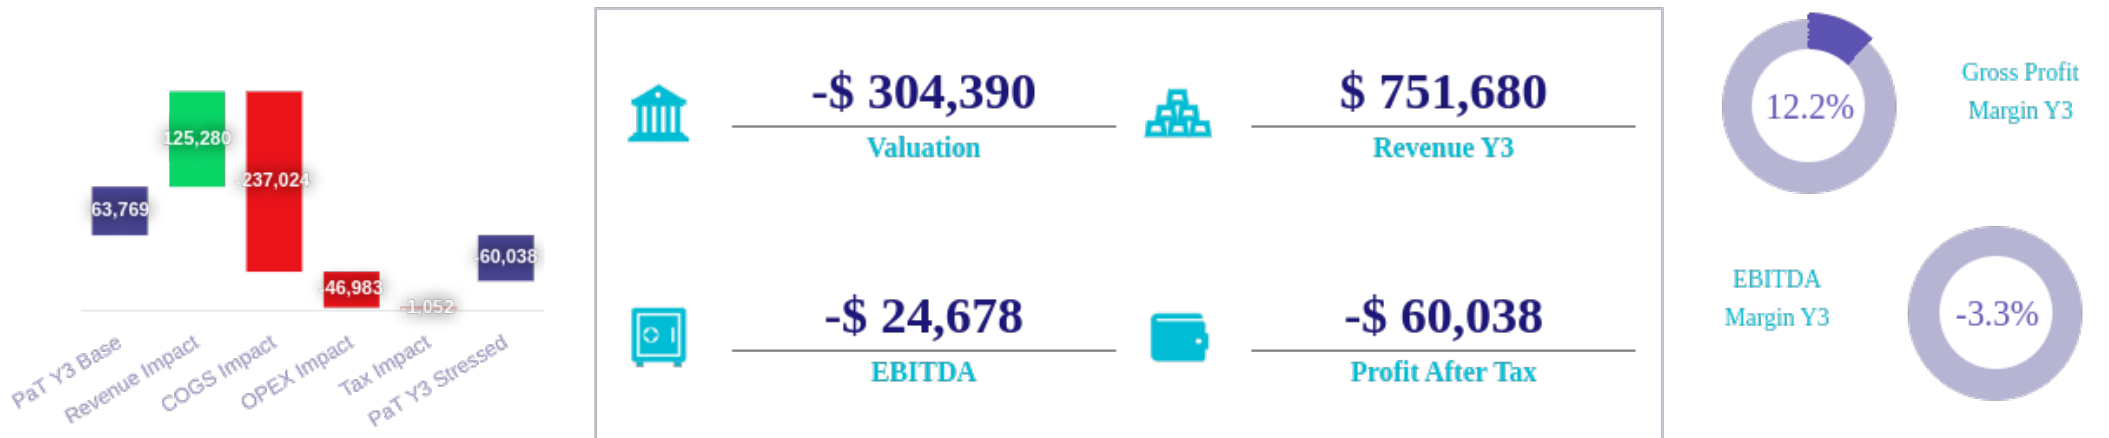 63,769
125,280
-237,024
-46,983
-1,052
-60,038
PaT Y3 Base
Revenue Impact
COGS Impact
OPEX Impact
Tax Impact
PaT Y3 Stressed
-$ 304,390
Valuation
$ 751,680
Revenue Y3
-$ 24,678
EBITDA
-$ 60,038
Profit After Tax
12.2%
Gross Profit
Margin Y3
EBITDA
Margin Y3
-3.3%